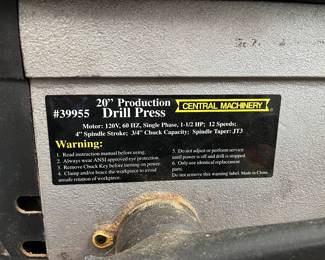 20" Production
#39955 Drill Press
CENTRAL MACHINERY
Motor: 120V, 60 HZ, Single Phase, 1-1/2 HP; 12 Speeds;
4" Spindle Stroke; 3/4" Chuck Capacity; Spindle Taper: JT3
Warning:
1. Read instruction manual before using.
2. Always wear ANSI approved eye protection.
3. Remove Chuck Key before turning on.
4. Clamp and/or brace the workpiece to avoid
unsafe rotation of workpiece.
5. Do not adjust or perform service
until power is off and drill is stopped.
6. Use only identical replacement
parts.
Do not remove this warning label. Made in China.